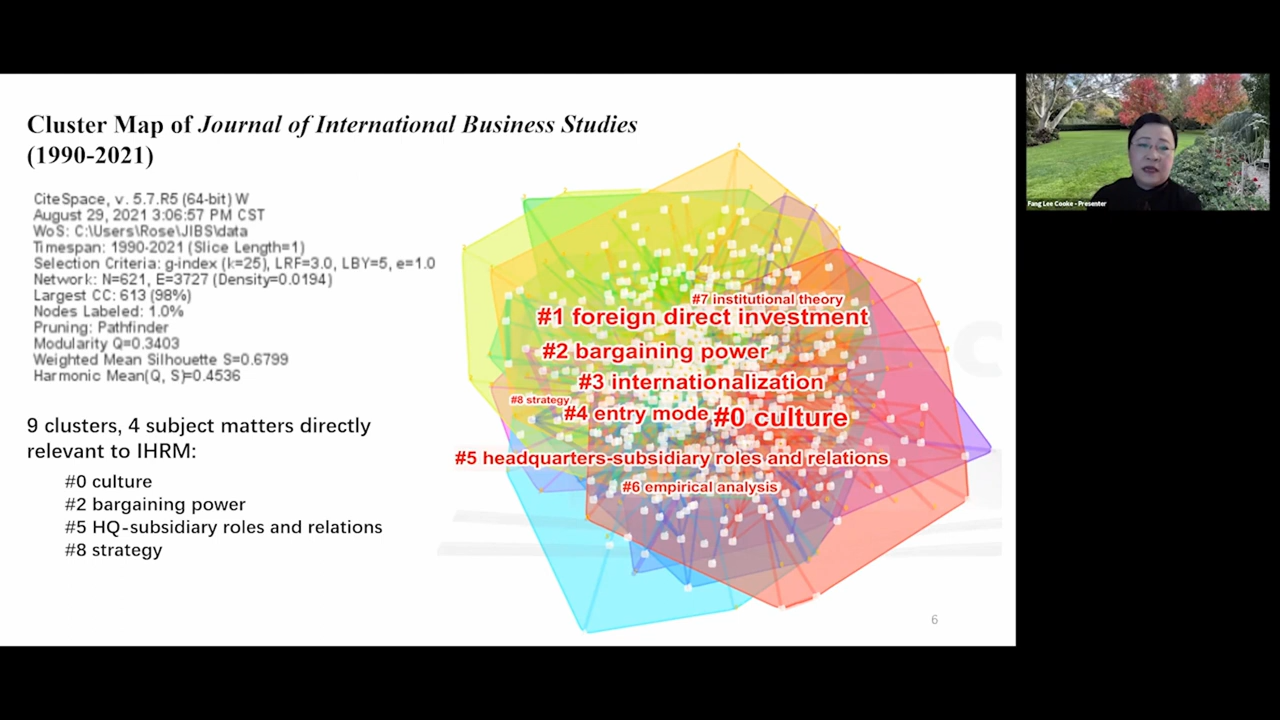 Cluster Map of Journal of International Business Studies
(1990-2021)
CiteSpace, v. 5.7.R5 (64-bit) W
August 29, 2021 3:06:57 PM CST
WoS: C:\Users\Rose\JIBS\data
Timespan: 1990-2021 (Slice Length=1)
Selection Criteria: g-index (k=25), LRF=3.0, LBY=5, e=1.0
Network: N=621, E=3727 (Density=0.0194)
Largest CC: 613 (98%)
Nodes Labeled: 1.0%
Pruning: Pathfinder
Modularity Q=0.3403
Weighted Mean Silhouette S=0.6799
Harmonic Mean(Q, S)=0.4536
9 clusters, 4 subject matters directly
relevant to IHRM:
#0 culture
#2 bargaining power
#5 HQ-subsidiary roles and relations
#8 strategy
#7 institutional theory
#1 foreign direct investment
#2 bargaining power
#3 internationalization
#8 strategy
#4 entry mode #0 culture
#5 headquarters-subsidiary roles and relations
#6 empirical analysis
6
Fang Lee Cooke - Presenter